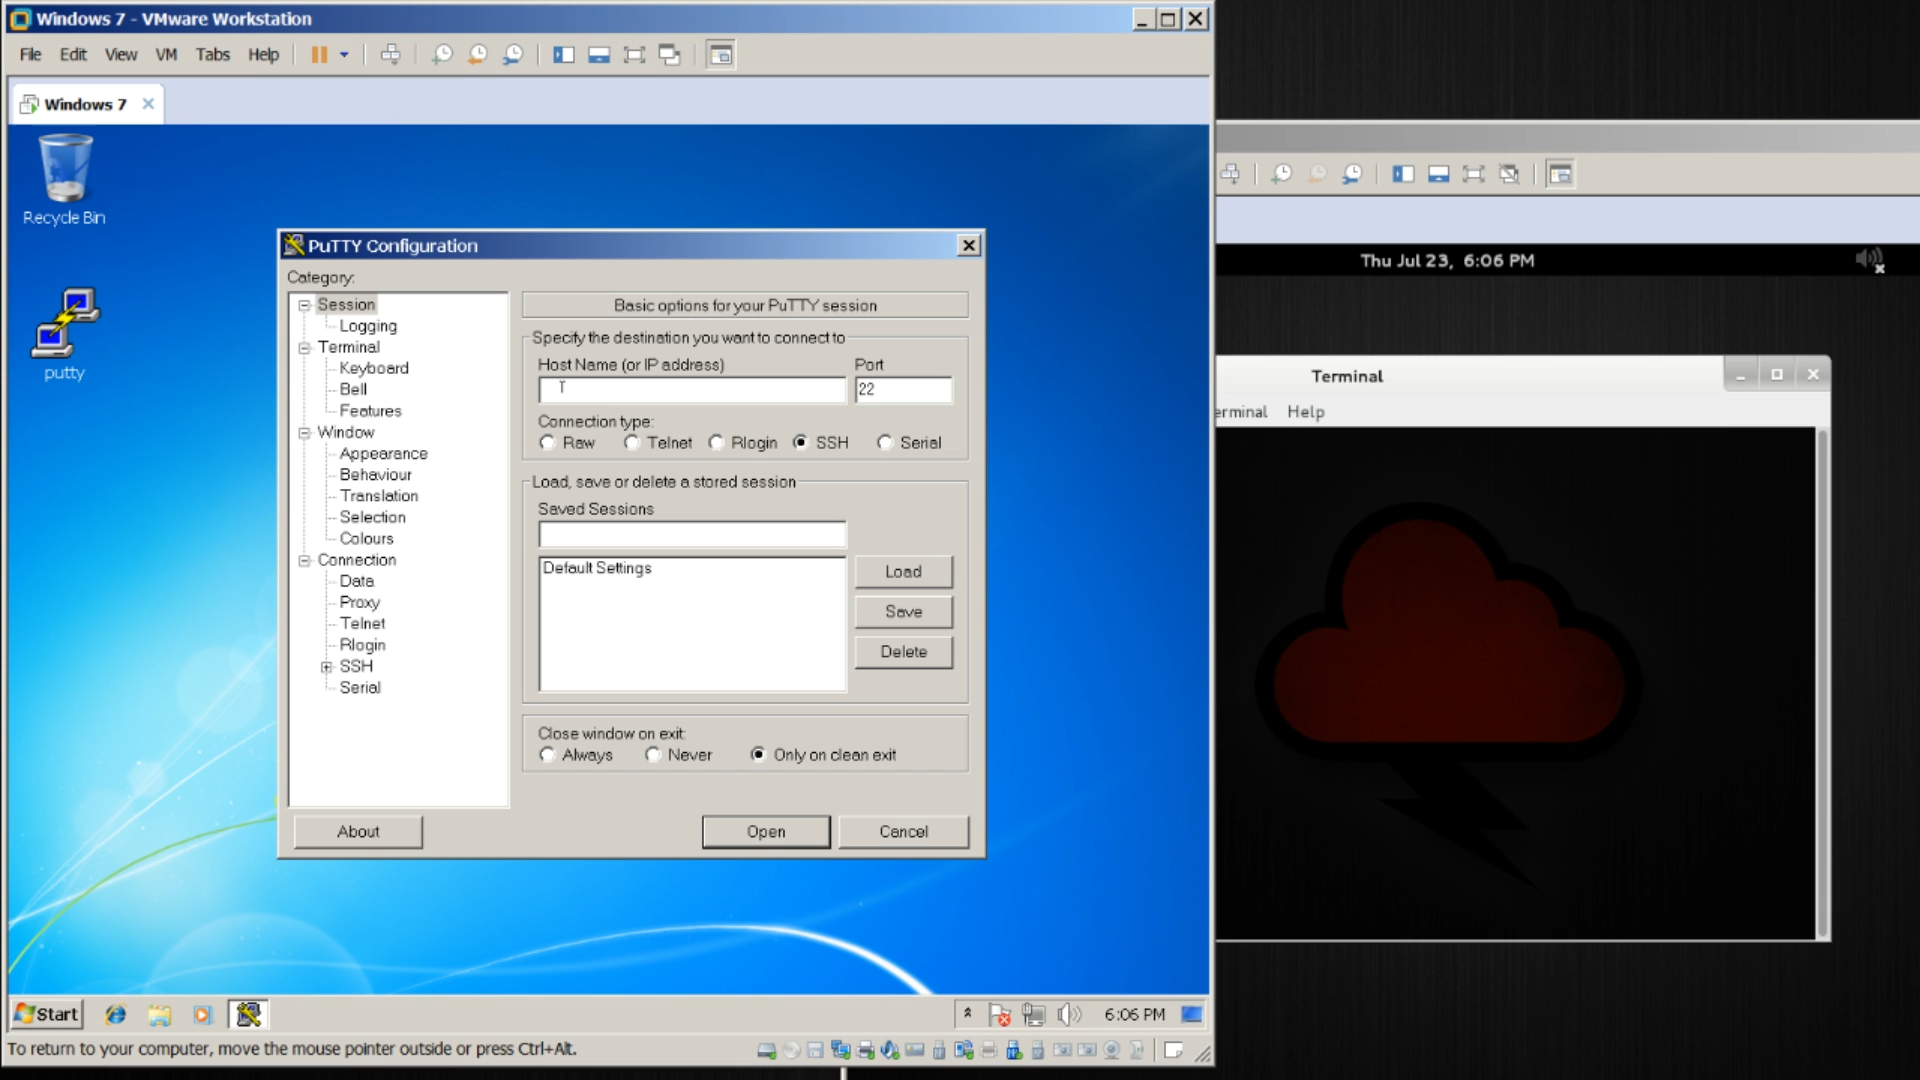 Windows 7 - VMware Workstation
File Edit View VM Tabs Help
Windows 7
Recycle Bin
putty
PuTTY Configuration
Category:
Session
Logging
Terminal
Keyboard
Bell
Features
Window
Appearance
Behaviour
Translation
Selection
Colours
Connection
Data
Proxy
Telnet
Rlogin
SSH
Serial
Basic options for your PuTTY session
Specify the destination you want to connect to
Host Name (or IP address) Port
22
Connection type:
Raw Telnet Rlogin SSH Serial
Load, save or delete a stored session
Saved Sessions
Default Settings
Load
Save
Delete
Close window on exit:
Always Never Only on clean exit
About Open Cancel
Start
6:06 PM
To return to your computer, move the mouse pointer outside or press Ctrl+Alt.
Thu Jul 23, 6:06 PM
Terminal
erminal Help